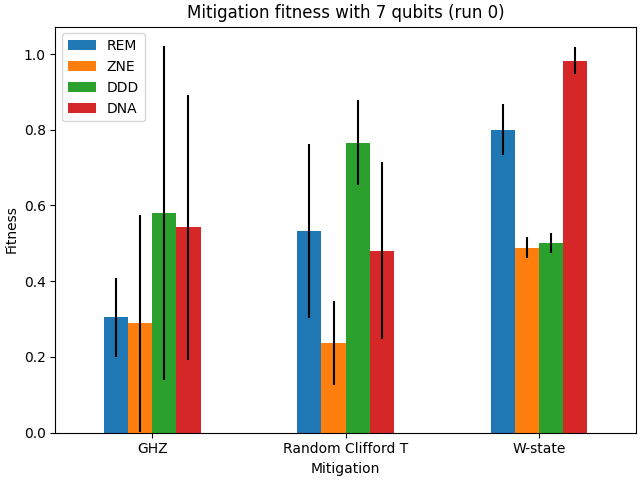 Mitigation fitness with 7 qubits (run 0)
REM
ZNE
DDD
DNA
Fitness
1.0
0.8
0.6
0.4
0.2
0.0
GHZ
Random Clifford T
W-state
Mitigation